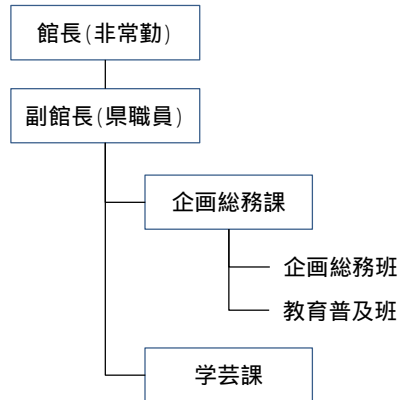 館長(非常勤)
副館長(県職員)
企画総務課
企画総務班
教育普及班
学芸課